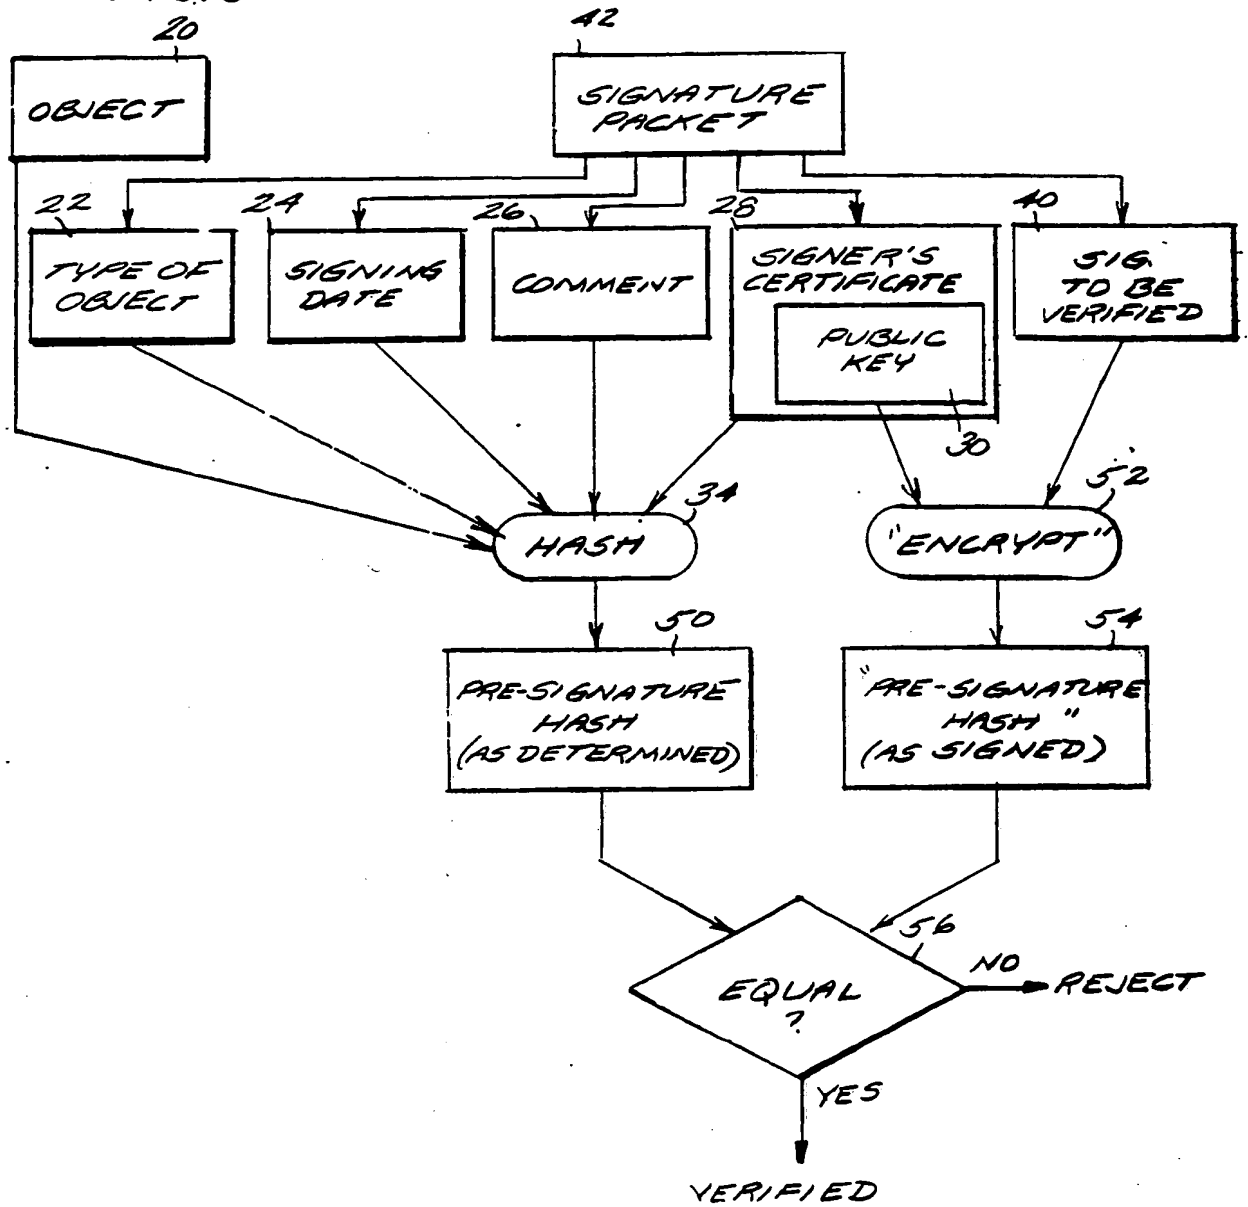 20
42
OBJECT
SIGNATURE
PACKET
22
24
26
28
40
TYPE OF
OBJECT
SIGNING
DATE
COMMENT
SIGNER'S
CERTIFICATE
PUBLIC
KEY
30
SIG.
TO BE
VERIFIED
34
52
HASH
"ENCRYPT"
50
54
PRE-SIGNATURE
HASH
(AS DETERMINED)
"PRE-SIGNATURE
HASH"
(AS SIGNED)
56
EQUAL
?
NO
REJECT
YES
VERIFIED